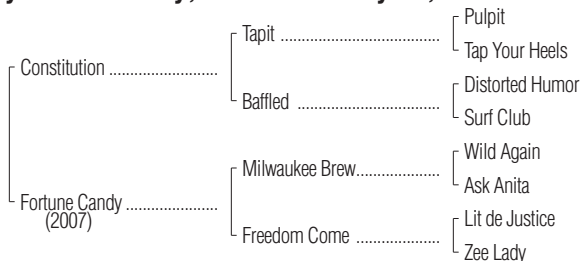 Pulpit
Tapit ........................
Tap Your Heels
Constitution ........................
Distorted Humor
Baffled ........................
Surf Club
Wild Again
Milwaukee Brew...............
Ask Anita
Fortune Candy ....................
(2007)
Lit de Justice
Freedom Come ................
Zee Lady